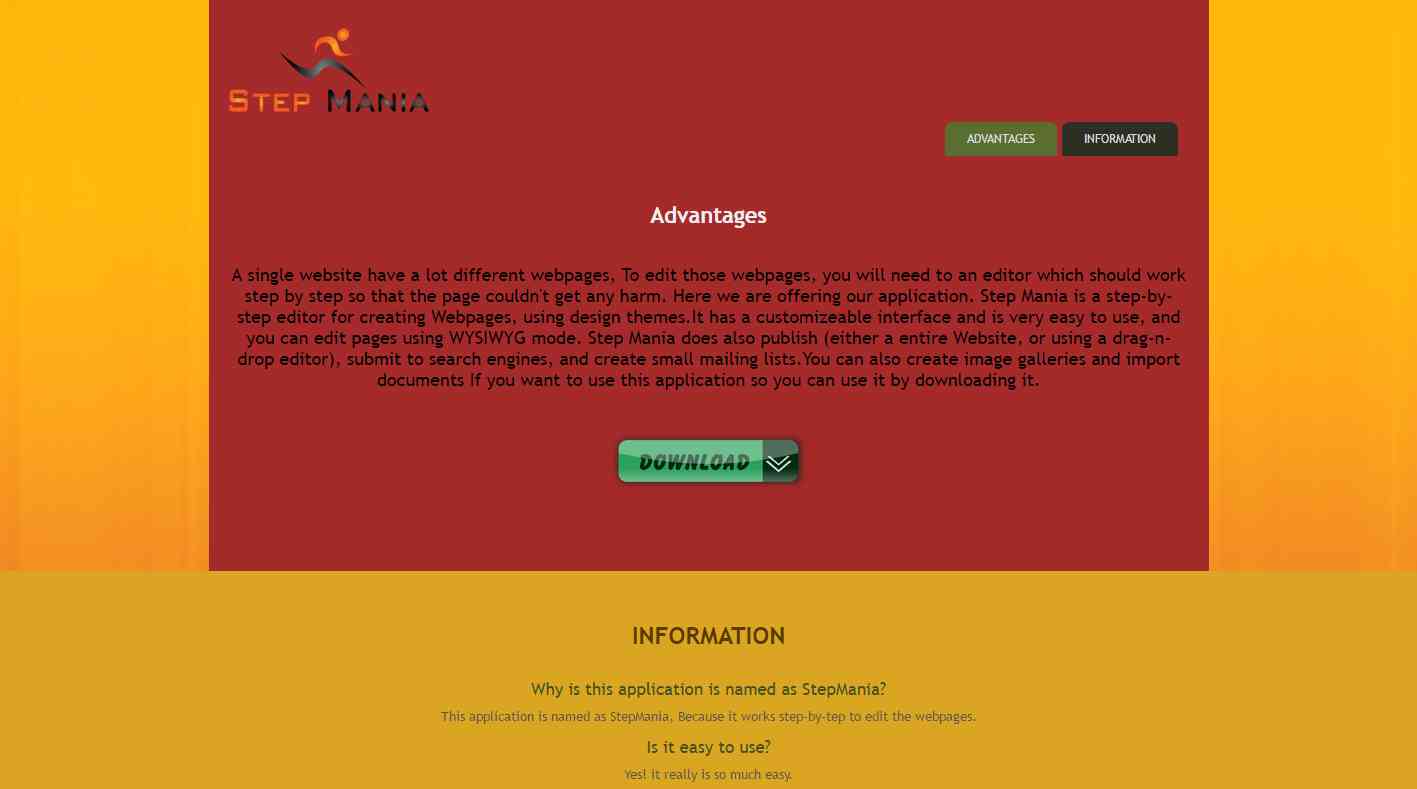 STEP MANIA
ADVANTAGES INFORMATION
Advantages
A single website have a lot different webpages, To edit those webpages, you will need to an editor which should work
step by step so that the page couldn't get any harm. Here we are offering our application. Step Mania is a step-by-
step editor for creating Webpages, using design themes.It has a customizeable interface and is very easy to use, and
you can edit pages using WYSIWYG mode. Step Mania does also publish (either a entire Website, or using a drag-n-
drop editor), submit to search engines, and create small mailing lists.You can also create image galleries and import
documents If you want to use this application so you can use it by downloading it.
DOWNLOAD
INFORMATION
Why is this application is named as StepMania?
This application is named as StepMania, Because it works step-by-tep to edit the webpages.
Is it easy to use?
Yes! It really is so much easy.